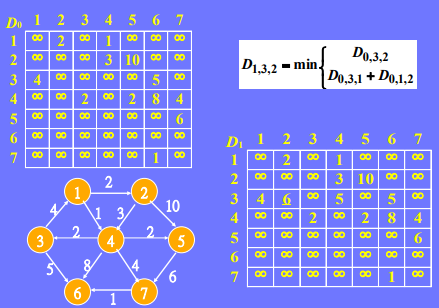 D0 1 2 3 4 5 6 7
1 ∞ 2 ∞ 1 ∞ ∞ ∞
2 ∞ ∞ ∞ 3 10 ∞ ∞
3 4 ∞ ∞ ∞ ∞ 5 ∞
4 ∞ ∞ 2 ∞ 2 8 4
5 ∞ ∞ ∞ ∞ ∞ ∞ 6
6 ∞ ∞ ∞ ∞ ∞ ∞ ∞
7 ∞ ∞ ∞ ∞ ∞ 1 ∞
D1,3,2 = min{ D0,3,2
D0,3,1 + D0,1,2
1 2 2
4 1 3 10
3 2 4 2 5
5 8 4 6
6 1 7
D1 1 2 3 4 5 6 7
1 ∞ 2 ∞ 1 ∞ ∞ ∞
2 ∞ ∞ ∞ 3 10 ∞ ∞
3 4 6 ∞ 5 ∞ 5 ∞
4 ∞ ∞ 2 ∞ 2 8 4
5 ∞ ∞ ∞ ∞ ∞ ∞ 6
6 ∞ ∞ ∞ ∞ ∞ ∞ ∞
7 ∞ ∞ ∞ ∞ ∞ 1 ∞